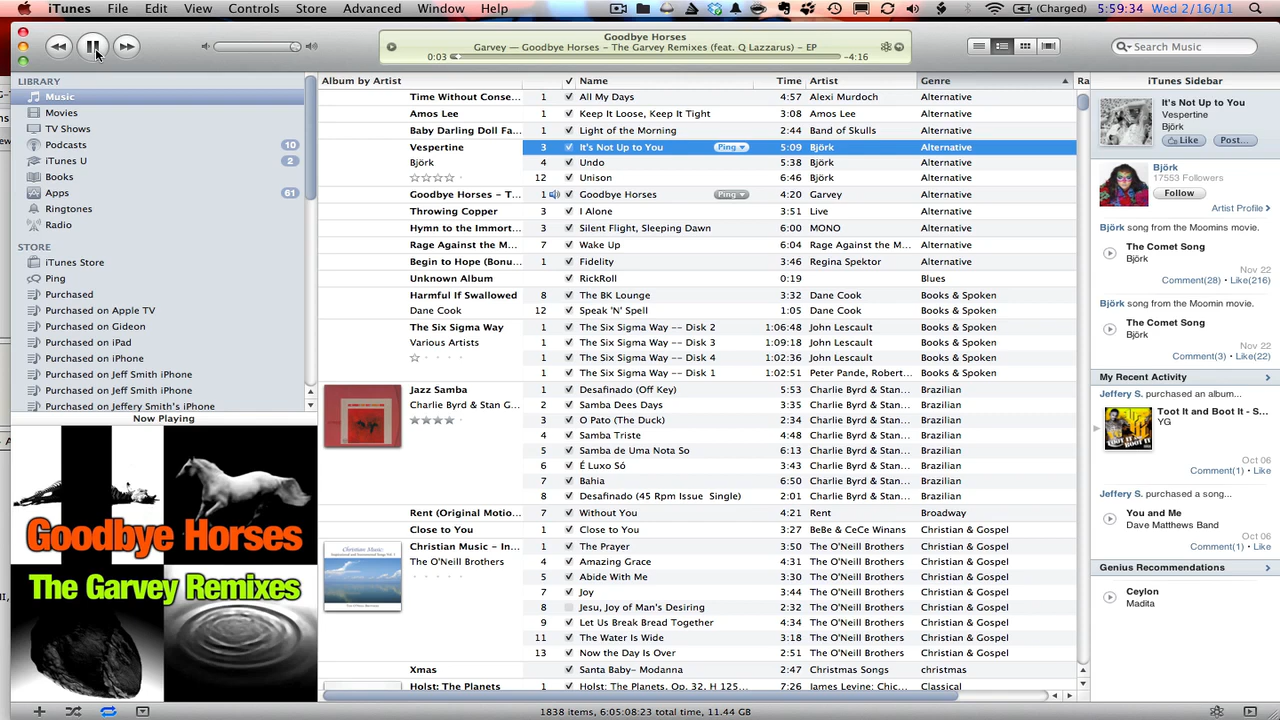 iTunes File Edit View Controls Store Advanced Window Help (Charged) 5:59:34 Wed 2/16/11
Goodbye Horses
Garvey — Goodbye Horses – The Garvey Remixes (feat. Q Lazzarus) – EP
0:03 -4:16
Search Music
LIBRARY
Music
Movies
TV Shows
Podcasts 10
iTunes U 2
Books
Apps 61
Ringtones
Radio
STORE
iTunes Store
Ping
Purchased
Purchased on Apple TV
Purchased on Gideon
Purchased on iPad
Purchased on iPhone
Purchased on Jeff Smith iPhone
Purchased on Jeff Smith iPhone
Purchased on Jeffery Smith's iPhone
Now Playing
Goodbye Horses
The Garvey Remixes
Album by Artist Name Time Artist Genre Ra
Time Without Conse... 1 All My Days 4:57 Alexi Murdoch Alternative
Amos Lee 1 Keep It Loose, Keep It Tight 3:08 Amos Lee Alternative
Baby Darling Doll Fa... 1 Light of the Morning 2:44 Band of Skulls Alternative
Vespertine 3 It's Not Up to You Ping 5:09 Björk Alternative
Björk 4 Undo 5:38 Björk Alternative
12 Unison 6:46 Björk Alternative
Goodbye Horses – T... 1 Goodbye Horses Ping 4:20 Garvey Alternative
Throwing Copper 3 I Alone 3:51 Live Alternative
Hymn to the Immort... 3 Silent Flight, Sleeping Dawn 6:04 MONO Alternative
Rage Against the M... 7 Wake Up 6:04 Rage Against the M... Alternative
Begin to Hope (Bonu... 1 Fidelity 3:46 Regina Spektor Alternative
Unknown Album RickRoll 0:19 Blues
Harmful If Swallowed 8 The BK Lounge 3:32 Dane Cook Books & Spoken
Dane Cook 12 Speak 'N' Spell 1:05 Dane Cook Books & Spoken
The Six Sigma Way 1 The Six Sigma Way -- Disk 2 1:06:48 John Lescault Books & Spoken
Various Artists 1 The Six Sigma Way -- Disk 3 1:09:18 John Lescault Books & Spoken
1 The Six Sigma Way -- Disk 4 1:02:36 John Lescault Books & Spoken
1 The Six Sigma Way -- Disk 1 1:02:51 Peter Pande, Robert... Books & Spoken
Jazz Samba 1 Desafinado (Off Key) 5:53 Charlie Byrd & Stan... Brazilian
Charlie Byrd & Stan G... 2 Samba Dees Days 3:35 Charlie Byrd & Stan... Brazilian
3 O Pato (The Duck) 2:34 Charlie Byrd & Stan... Brazilian
4 Samba Triste 4:48 Charlie Byrd & Stan... Brazilian
5 Samba de Uma Nota So 6:13 Charlie Byrd & Stan... Brazilian
6 É Luxo Só 3:43 Charlie Byrd & Stan... Brazilian
7 Bahia 6:50 Charlie Byrd & Stan... Brazilian
8 Desafinado (45 Rpm Issue Single) 2:01 Charlie Byrd & Stan... Brazilian
Rent (Original Motio... 7 Without You 4:21 Rent Broadway
Close to You 1 Close to You 3:27 BeBe & CeCe Winans Christian & Gospel
Christian Music – In... 1 The Prayer 3:50 The O'Neill Brothers Christian & Gospel
The O'Neill Brothers 4 Amazing Grace 4:31 The O'Neill Brothers Christian & Gospel
5 Abide With Me 3:30 The O'Neill Brothers Christian & Gospel
7 Joy 3:44 The O'Neill Brothers Christian & Gospel
8 Jesu, Joy of Man's Desiring 2:32 The O'Neill Brothers Christian & Gospel
9 Let Us Break Bread Together 4:34 The O'Neill Brothers Christian & Gospel
11 The Water Is Wide 3:18 The O'Neill Brothers Christian & Gospel
13 Now the Day Is Over 2:51 The O'Neill Brothers Christian & Gospel
Xmas Santa Baby- Modanna 2:47 Christmas Songs christmas
Holst: The Planets 1 Holst: The Planets, Op. 32, H 125... 7:26 James Levine: Chic... Classical
Christian Music:
iTunes Sidebar
It's Not Up to You
Vespertine
Björk
Like Post...
Björk
17553 Followers
Follow
Artist Profile
Björk song from the Moomins movie.
The Comet Song
Björk
Nov 22
Comment(28) • Like(216)
Björk song from the Moomin movie.
The Comet Song
Björk
Nov 22
Comment(3) • Like(22)
My Recent Activity
Jeffery S. purchased an album...
TOOT IT AND BOOT IT
Toot It and Boot It - S...
YG
Oct 06
Comment(1) • Like
Jeffery S. purchased a song...
You and Me
Dave Matthews Band
Oct 06
Comment(1) • Like
Genius Recommendations
Ceylon
Madita
1838 items, 6:05:08:23 total time, 11.44 GB